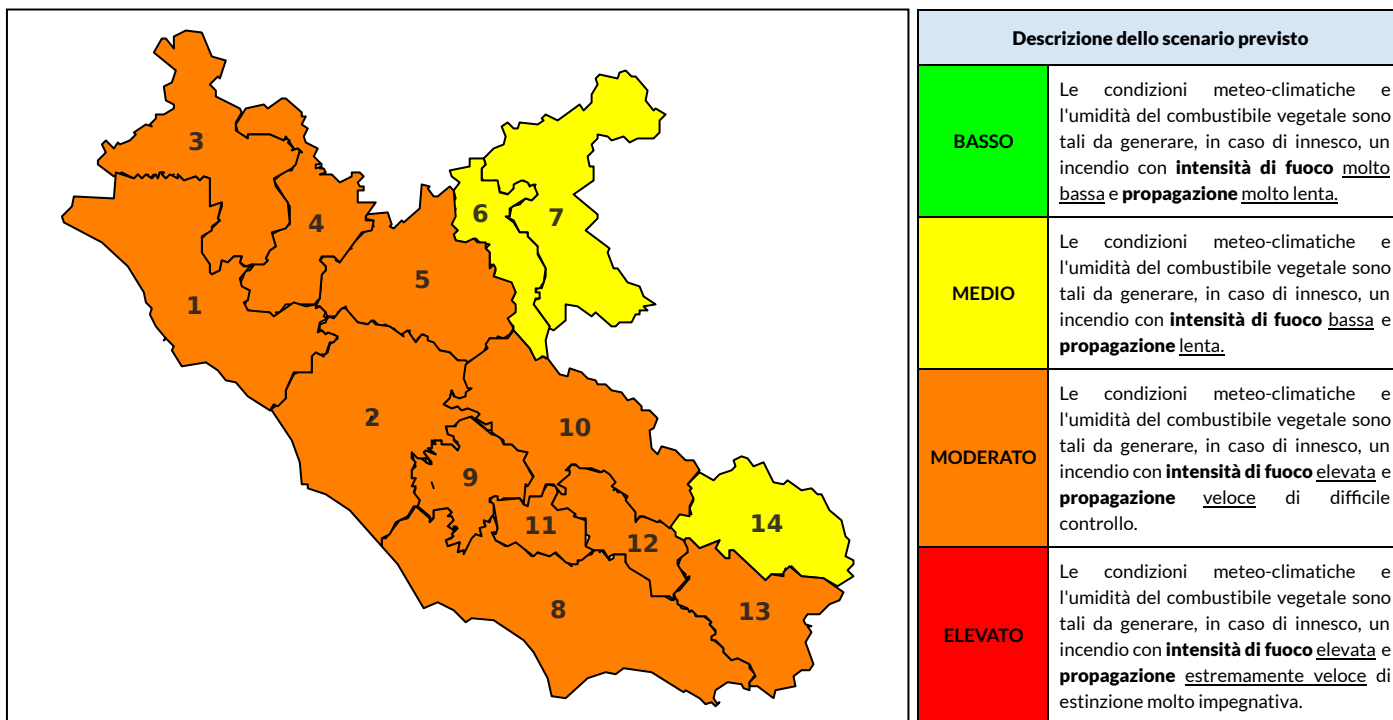 3
4
6
7
5
1
2
10
9
11
12
14
8
13
Descrizione dello scenario previsto
BASSO
Le condizioni meteo-climatiche e
l'umidità del combustibile vegetale sono
tali da generare, in caso di innesco, un
incendio con intensità di fuoco molto
bassa e propagazione molto lenta.
MEDIO
Le condizioni meteo-climatiche e
l'umidità del combustibile vegetale sono
tali da generare, in caso di innesco, un
incendio con intensità di fuoco bassa e
propagazione lenta.
MODERATO
Le condizioni meteo-climatiche e
l'umidità del combustibile vegetale sono
tali da generare, in caso di innesco, un
incendio con intensità di fuoco elevata e
propagazione veloce di difficile
controllo.
ELEVATO
Le condizioni meteo-climatiche e
l'umidità del combustibile vegetale sono
tali da generare, in caso di innesco, un
incendio con intensità di fuoco elevata e
propagazione estremamente veloce di
estinzione molto impegnativa.